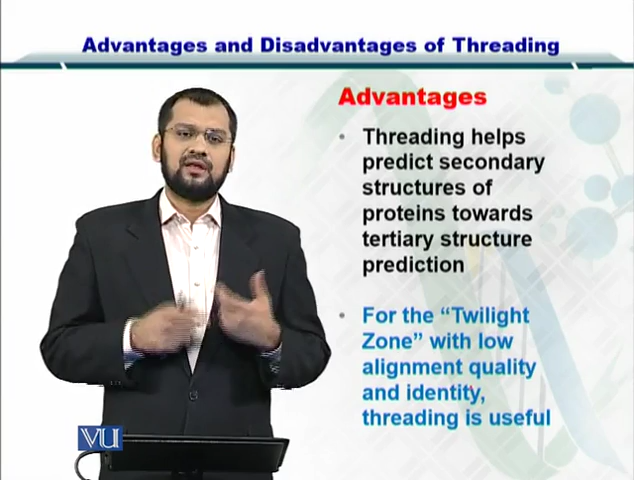 Advantages and Disadvantages of Threading
Advantages
• Threading helps
predict secondary
structures of
proteins towards
tertiary structure
prediction
• For the “Twilight
Zone” with low
alignment quality
and identity,
threading is useful
VU